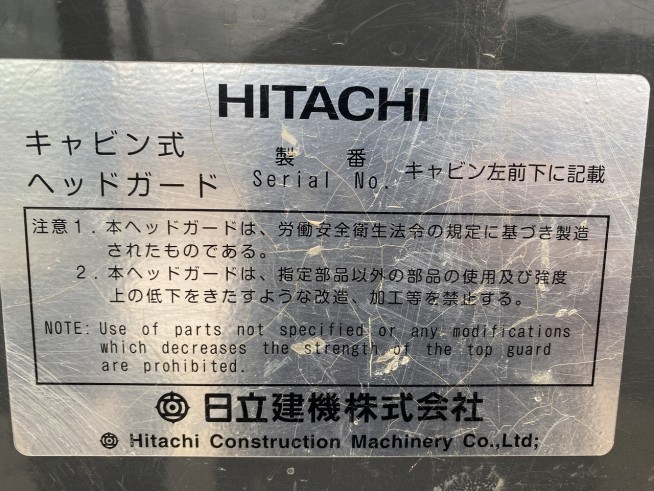 HITACHI
キャビン式
ヘッドガード
製 番
Serial No.
キャビン左前下に記載
注意1.本ヘッドガードは、労働安全衛生法令の規定に基づき製造
されたものである。
2.本ヘッドガードは、指定部品以外の部品の使用及び強度
上の低下をきたすような改造、加工等を禁止する。
NOTE: Use of parts not specified or any modifications
which decreases the strength of the top guard
are prohibited.
日立建機株式会社
Hitachi Construction Machinery Co.,Ltd;